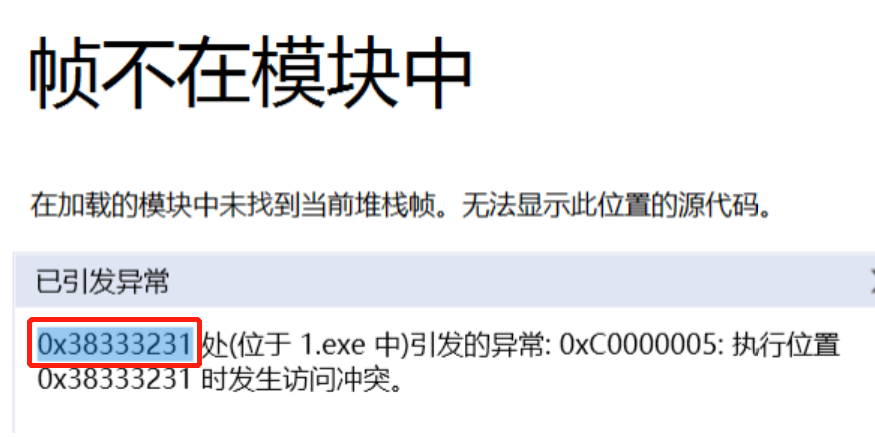 帧不在模块中
在加载的模块中未找到当前堆栈帧。无法显示此位置的源代码。
已引发异常
0x38333231 处(位于 1.exe 中)引发的异常: 0xC0000005: 执行位置
0x38333231 时发生访问冲突。